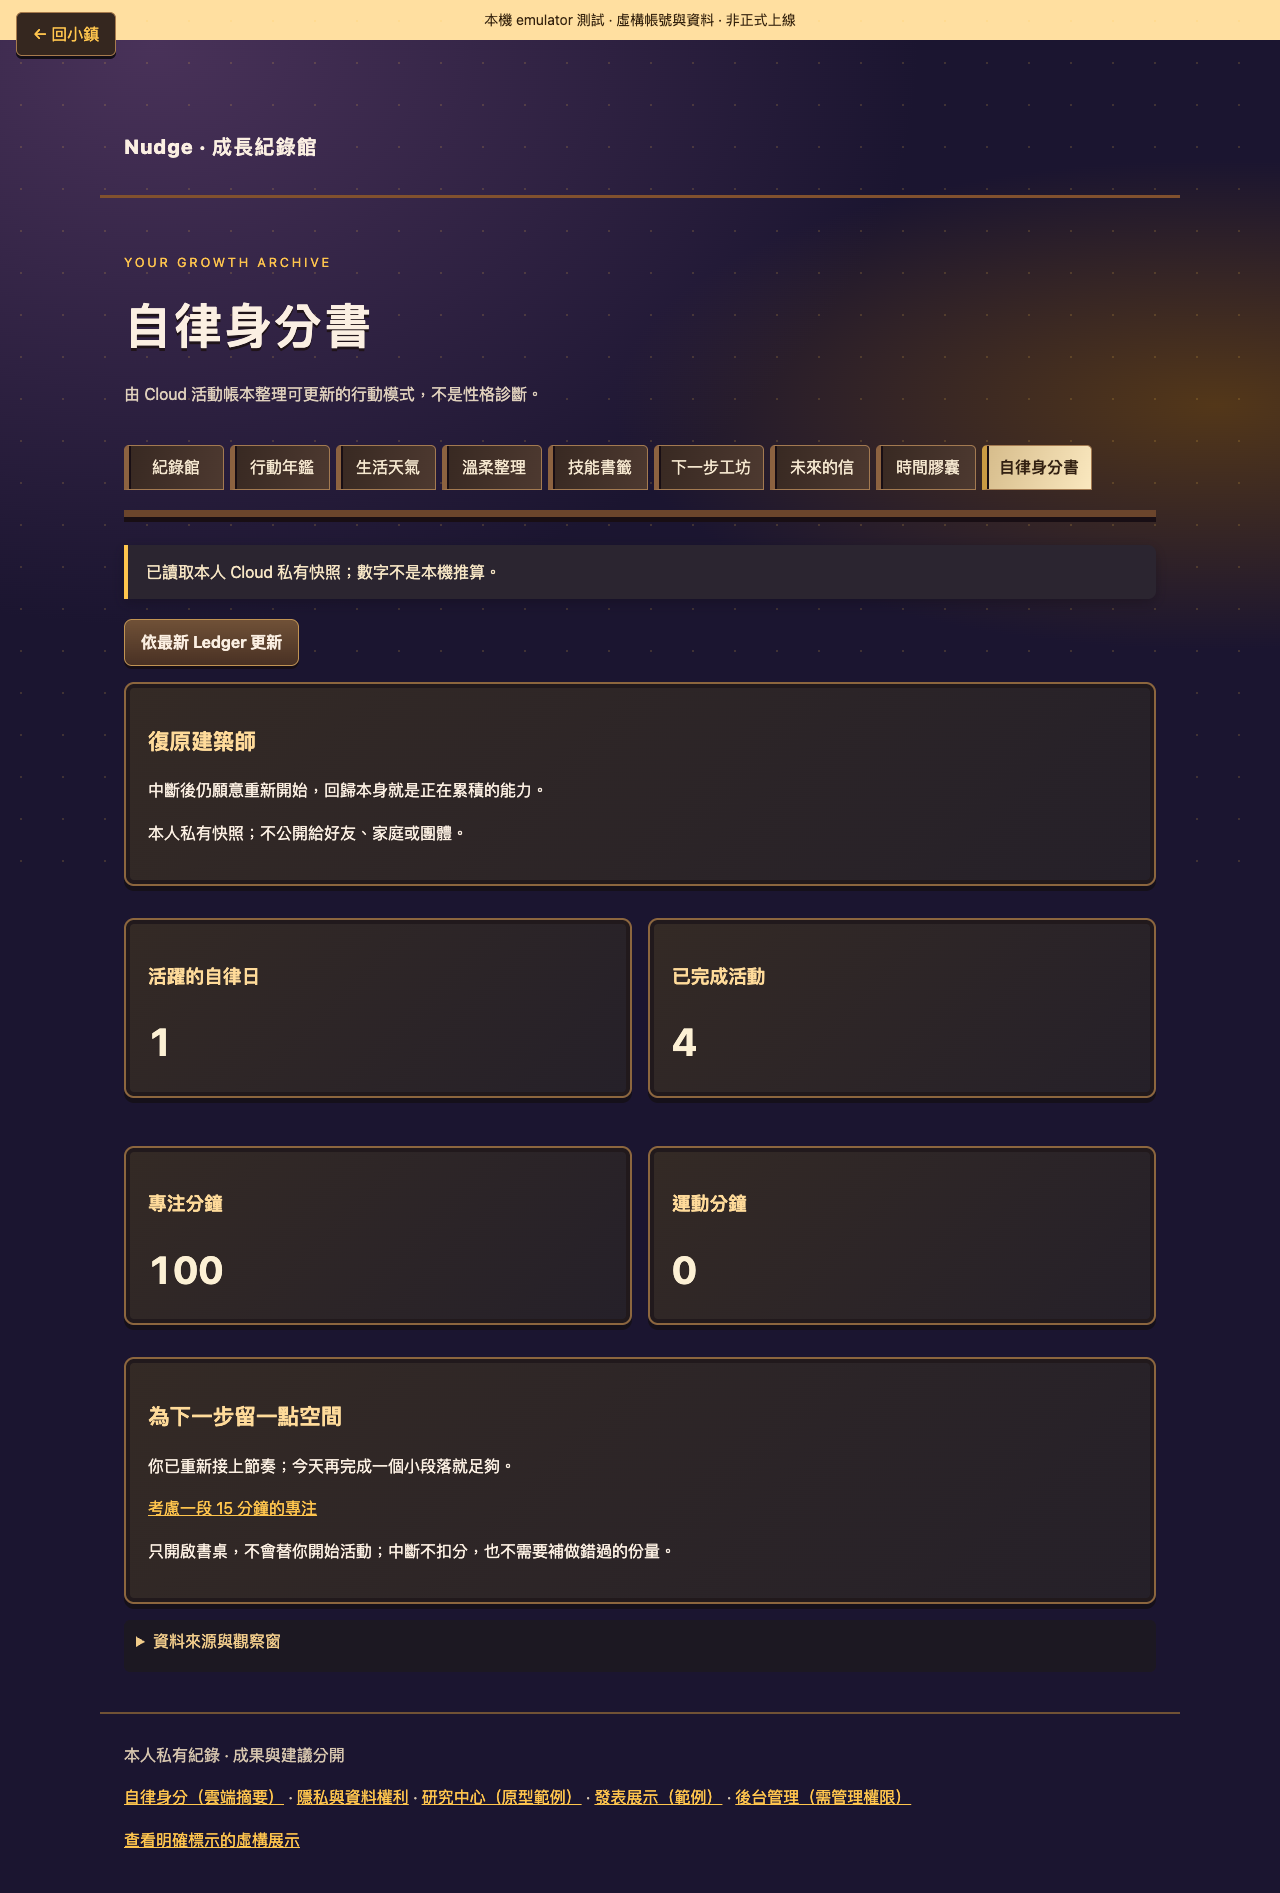 本機 emulator 測試 · 虛構帳號與資料 · 非正式上線
← 回小鎮
Nudge · 成長紀錄館
YOUR GROWTH ARCHIVE
自律身分書
由 Cloud 活動帳本整理可更新的行動模式，不是性格診斷。
紀錄館
行動年鑑
生活天氣
溫柔整理
技能書籤
下一步工坊
未來的信
時間膠囊
自律身分書
已讀取本人 Cloud 私有快照；數字不是本機推算。
依最新 Ledger 更新
復原建築師
中斷後仍願意重新開始，回歸本身就是正在累積的能力。
本人私有快照；不公開給好友、家庭或團體。
活躍的自律日
1
已完成活動
4
專注分鐘
100
運動分鐘
0
為下一步留一點空間
你已重新接上節奏；今天再完成一個小段落就足夠。
考慮一段 15 分鐘的專注
只開啟書桌，不會替你開始活動；中斷不扣分，也不需要補做錯過的份量。
▶ 資料來源與觀察窗
本人私有紀錄 · 成果與建議分開
自律身分（雲端摘要） · 隱私與資料權利 · 研究中心（原型範例） · 發表展示（範例） · 後台管理（需管理權限）
查看明確標示的虛構展示